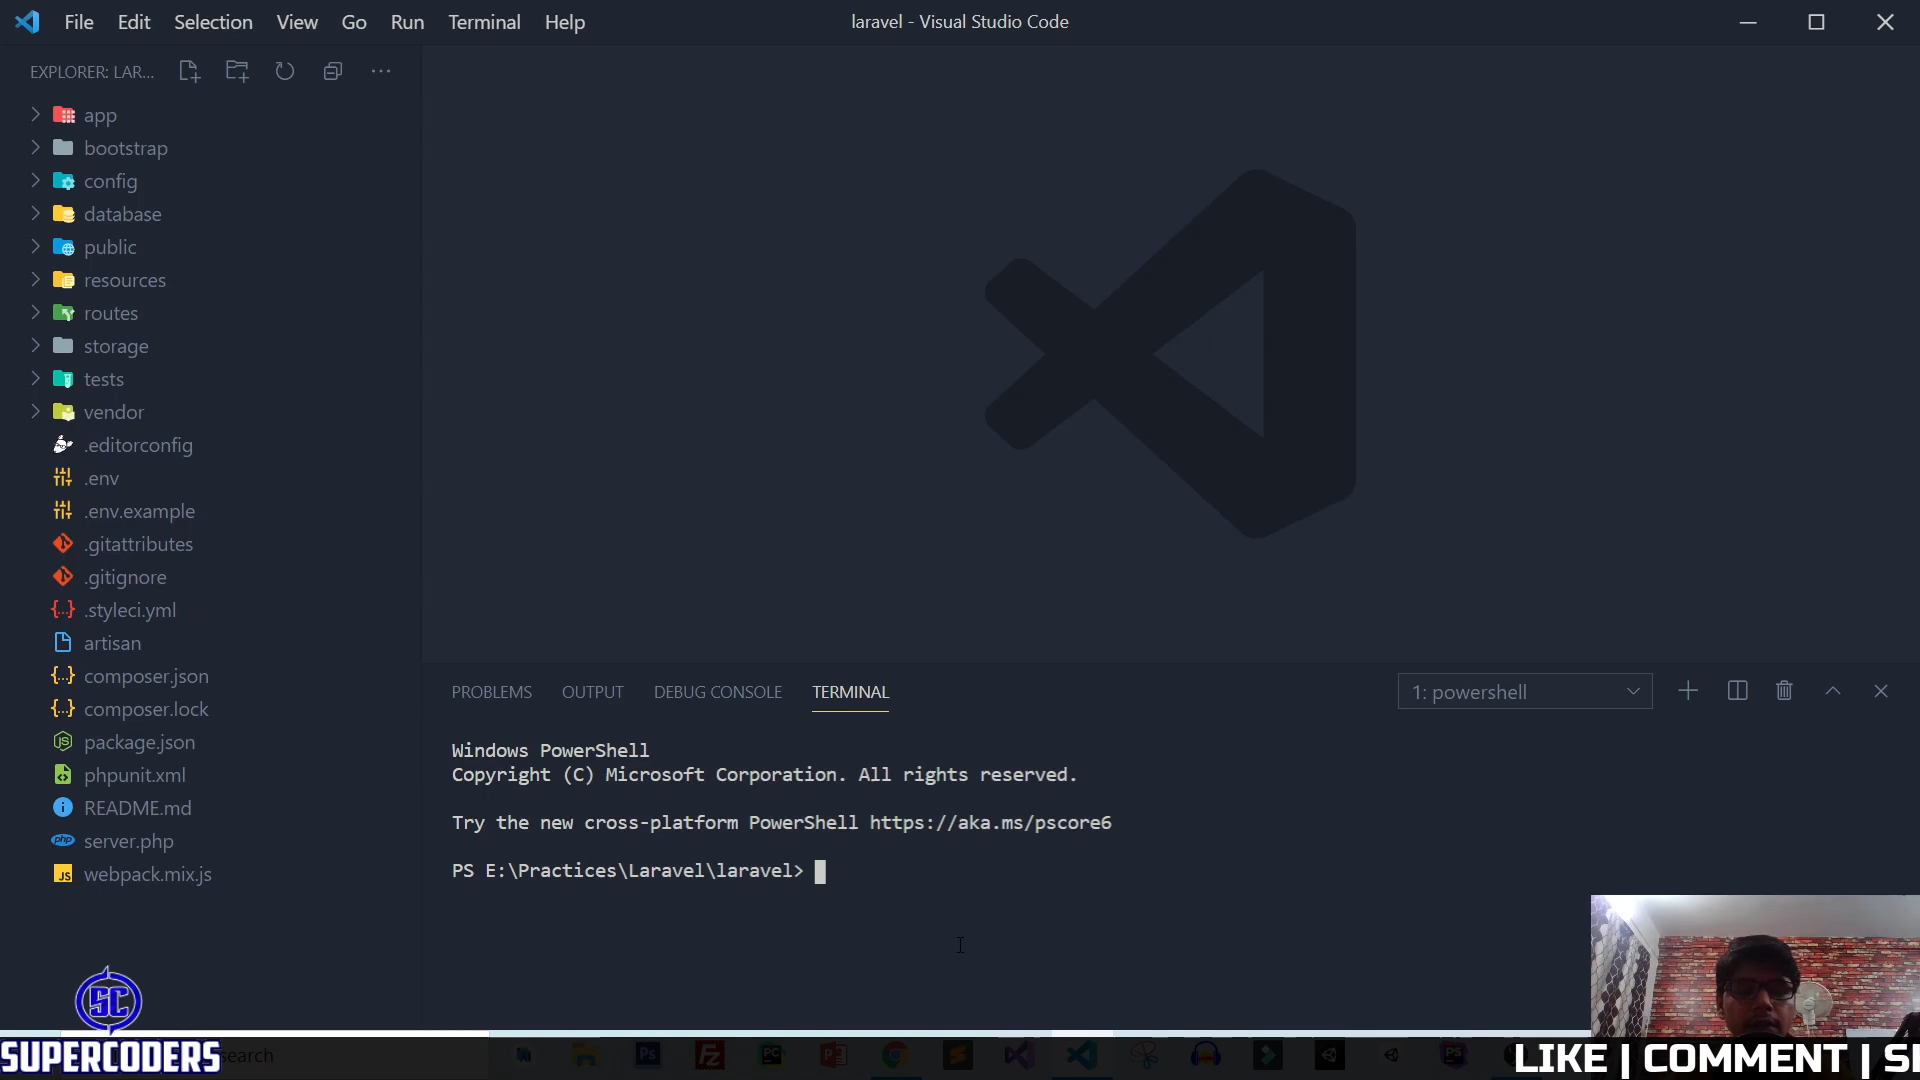 File Edit Selection View Go Run Terminal Help
laravel - Visual Studio Code
EXPLORER: LAR...
app
bootstrap
config
database
public
resources
routes
storage
tests
vendor
.editorconfig
.env
.env.example
.gitattributes
.gitignore
.styleci.yml
artisan
composer.json
composer.lock
package.json
phpunit.xml
README.md
server.php
webpack.mix.js
PROBLEMS OUTPUT DEBUG CONSOLE TERMINAL
1: powershell
Windows PowerShell
Copyright (C) Microsoft Corporation. All rights reserved.
Try the new cross-platform PowerShell https://aka.ms/pscore6
PS E:\Practices\Laravel\laravel>
SC
SUPERCODERS
LIKE | COMMENT |